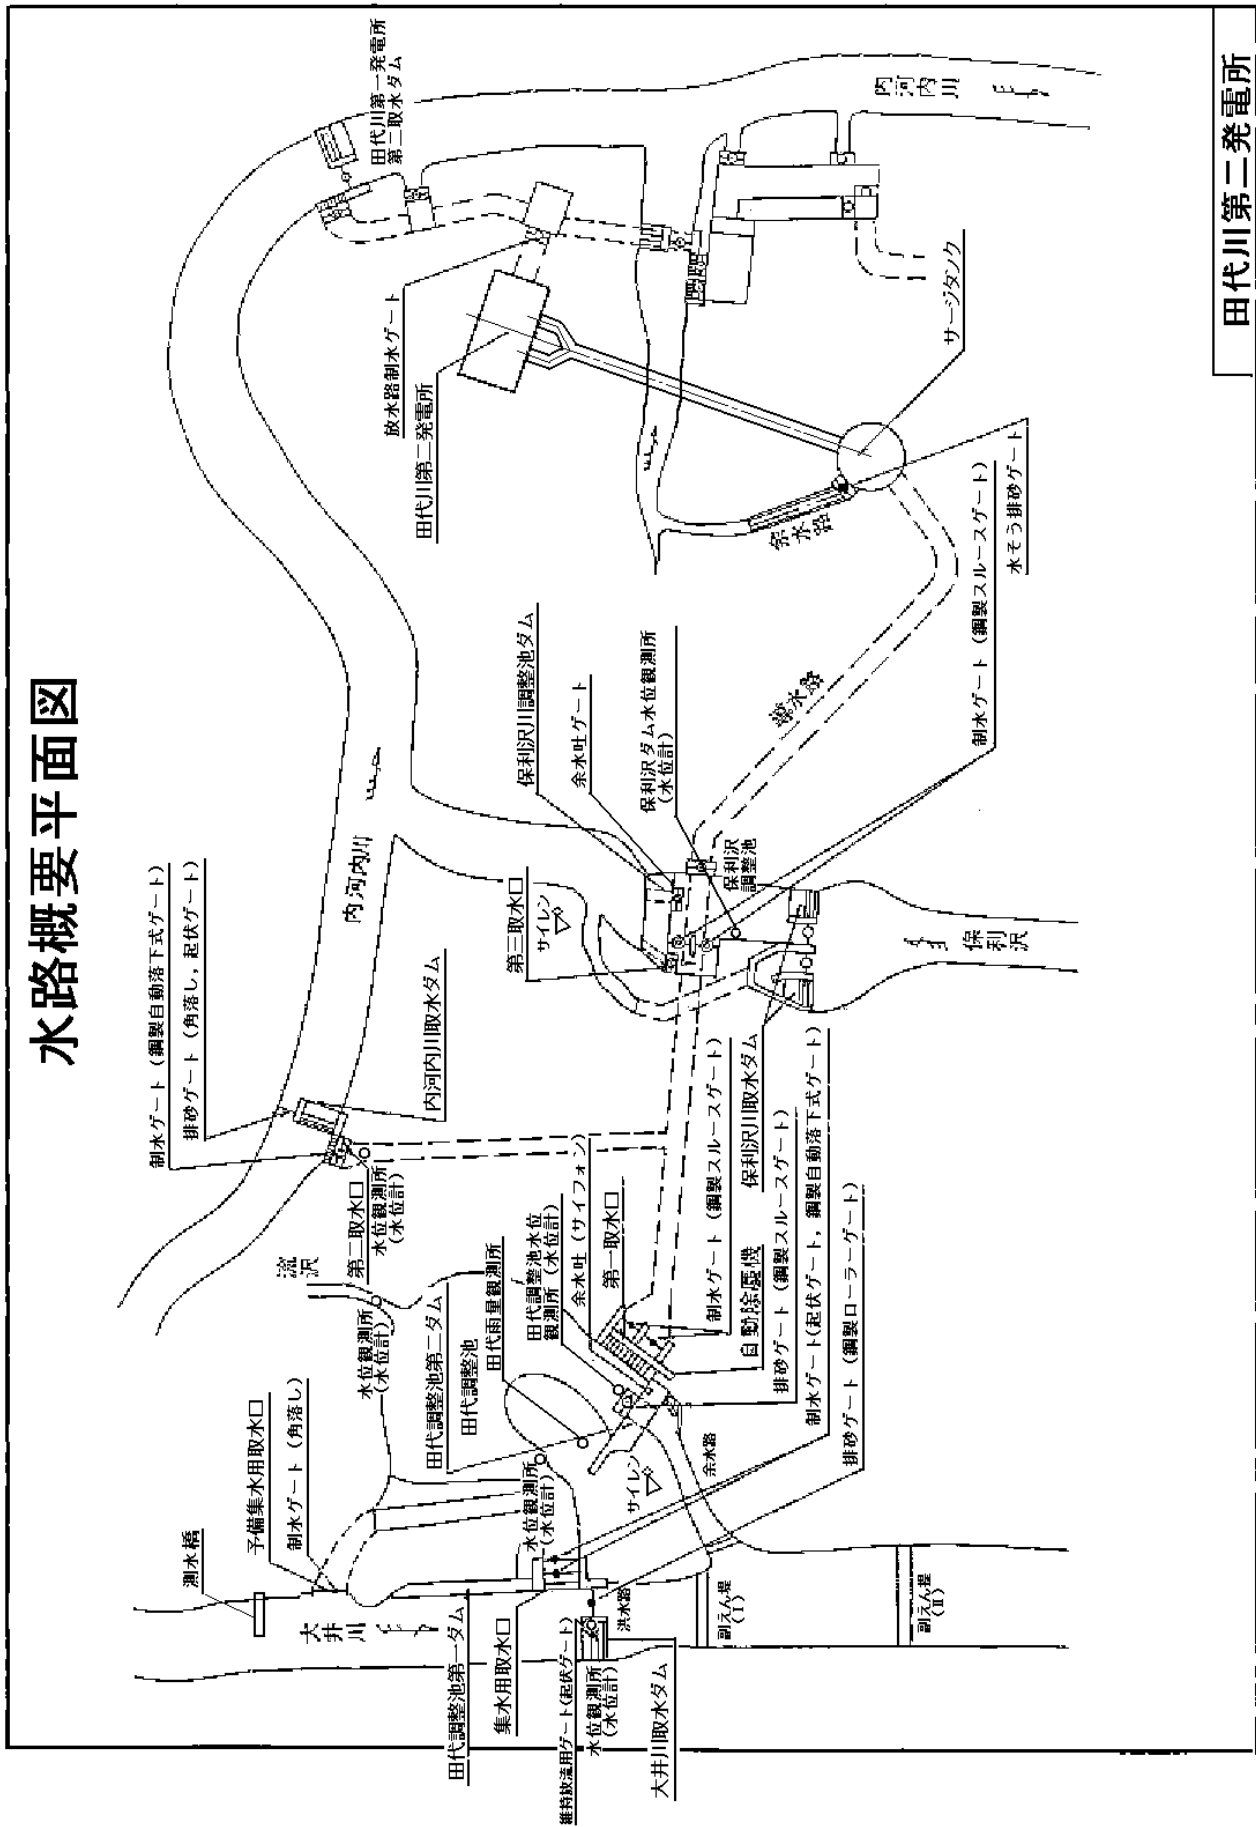 水路概要平面図
田代川第二発電所
測水橋
予備集水用取水口
制水ゲート（角落し）
大井川
田代調整池第一ダム
集水用取水口
維持放流用ゲート(起伏ゲート)
水位観測所
（水位計）
大井川取水ダム
洪水路
副えん堤
（Ⅰ）
副えん堤
（Ⅱ）
水位観測所
（水位計）
流沢
水位観測所
（水位計）
田代調整池第二ダム
田代調整池
田代雨量観測所
田代調整池水位
観測所（水位計）
余水吐（サイフォン）
第一取水口
サイレン
余水路
制水ゲート（鋼製スルースゲート）
自動除塵機
排砂ゲート（鋼製スルースゲート）
制水ゲート(起伏ゲート，鋼製自動落下式ゲート)
排砂ゲート（鋼製ローラーゲート）
制水ゲート（鋼製自動落下式ゲート）
排砂ゲート（角落し，起伏ゲート）
内河内川取水ダム
第二取水口
水位観測所
（水位計）
内河内川
第三取水口
サイレン
保利沢川調整池ダム
余水吐ゲート
保利沢ダム水位観測所
（水位計）
保利沢
調整池
保利沢川取水ダム
保利沢
導水路
制水ゲート（鋼製スルースゲート）
水そう排砂ゲート
余水路
サージタンク
放水路制水ゲート
田代川第二発電所
田代川第一発電所
第二取水ダム
内河内川